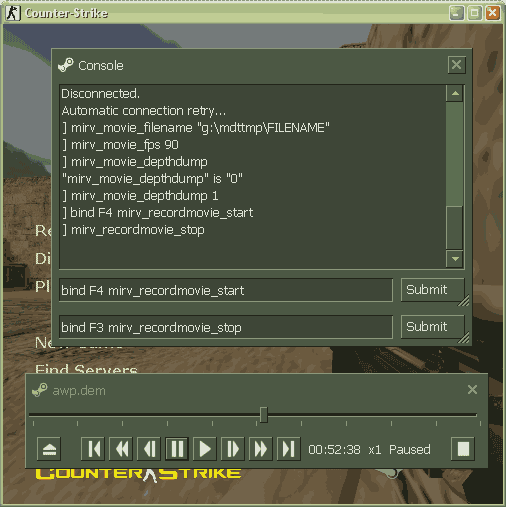 Counter-Strike
Console
Disconnected.
Automatic connection retry...
] mirv_movie_filename "g:\mdttmp\FILENAME"
] mirv_movie_fps 90
] mirv_movie_depthdump
"mirv_movie_depthdump" is "0"
] mirv_movie_depthdump 1
] bind F4 mirv_recordmovie_start
] mirv_recordmovie_stop
Re
Di
Pl
bind F4 mirv_recordmovie_start Submit
bind F3 mirv_recordmovie_stop Submit
New Game
Find Servers
awp.dem
00:52:38 x1 Paused
COUNTER STRIKE